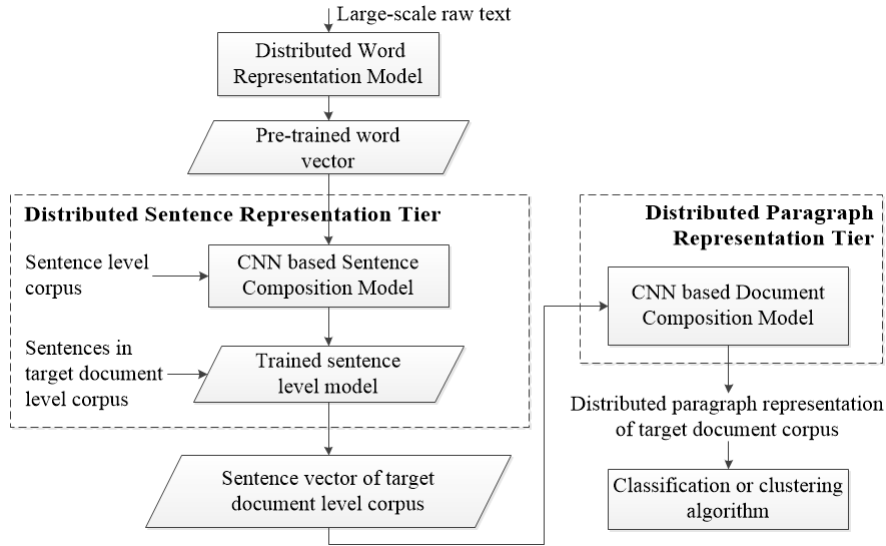 Large-scale raw text
Distributed Word
Representation Model
Pre-trained word
vector
Distributed Sentence Representation Tier
Sentence level
corpus
CNN based Sentence
Composition Model
Sentences in
target document
level corpus
Trained sentence
level model
Sentence vector of target
document level corpus
Distributed Paragraph
Representation Tier
CNN based Document
Composition Model
Distributed paragraph representation
of target document corpus
Classification or clustering
algorithm